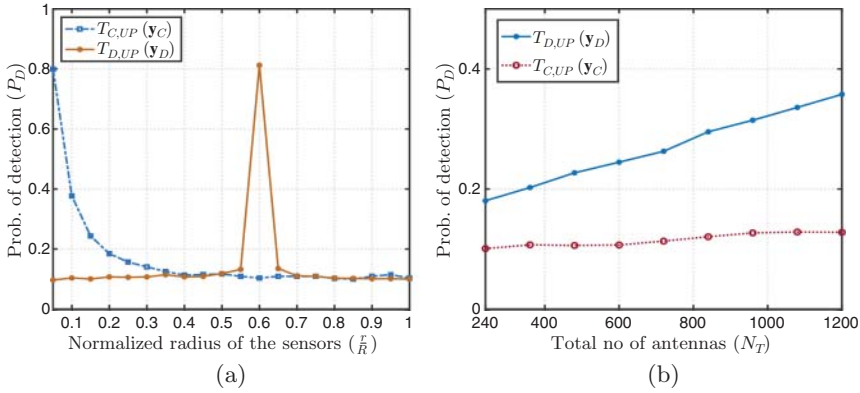 T_{C,UP} (y_C)
T_{D,UP} (y_D)
Prob. of detection (P_D)
1
0.8
0.6
0.4
0.2
0
0.1 0.2 0.3 0.4 0.5 0.6 0.7 0.8 0.9 1
Normalized radius of the sensors (r/R)
(a)
T_{D,UP} (y_D)
T_{C,UP} (y_C)
Prob. of detection (P_D)
0.4
0.2
0
240 400 600 800 1000 1200
Total no of antennas (N_T)
(b)